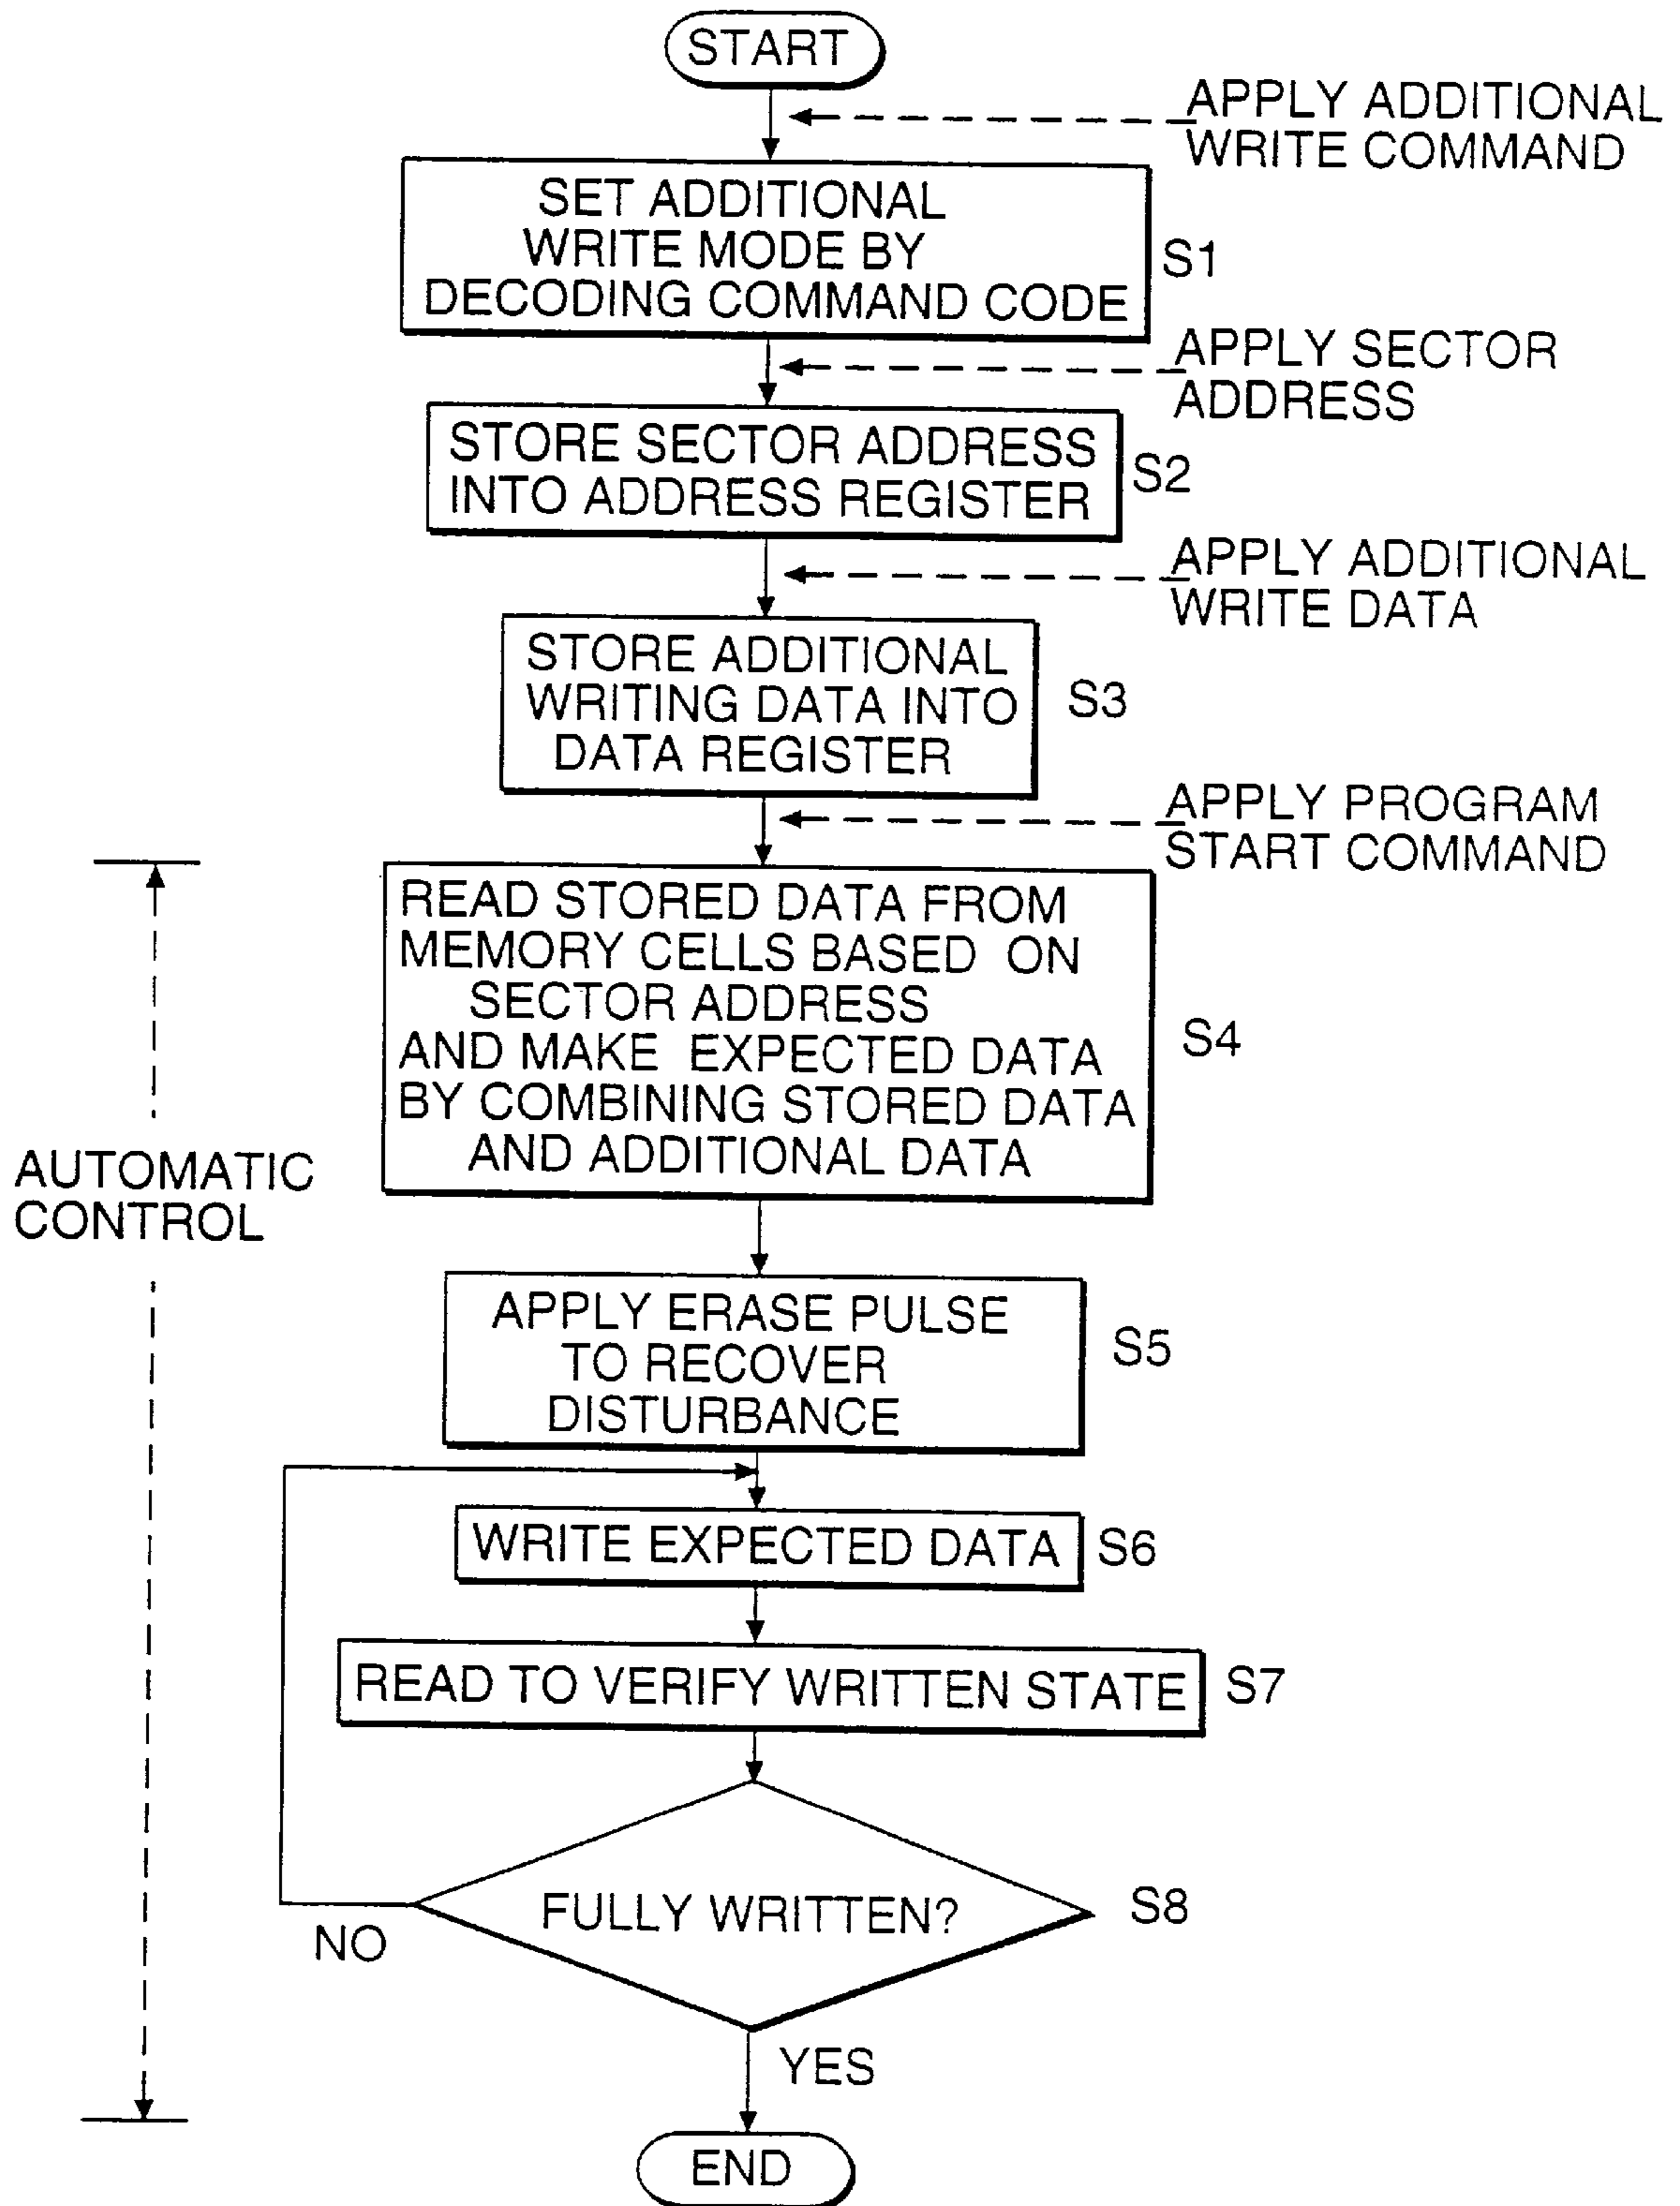 START
APPLY ADDITIONAL
WRITE COMMAND
SET ADDITIONAL
WRITE MODE BY
DECODING COMMAND CODE
S1
APPLY SECTOR
ADDRESS
STORE SECTOR ADDRESS
INTO ADDRESS REGISTER
S2
APPLY ADDITIONAL
WRITE DATA
STORE ADDITIONAL
WRITING DATA INTO
DATA REGISTER
S3
APPLY PROGRAM
START COMMAND
READ STORED DATA FROM
MEMORY CELLS BASED ON
SECTOR ADDRESS
AND MAKE EXPECTED DATA
BY COMBINING STORED DATA
AND ADDITIONAL DATA
S4
AUTOMATIC
CONTROL
APPLY ERASE PULSE
TO RECOVER
DISTURBANCE
S5
WRITE EXPECTED DATA
S6
READ TO VERIFY WRITTEN STATE
S7
FULLY WRITTEN?
S8
NO
YES
END